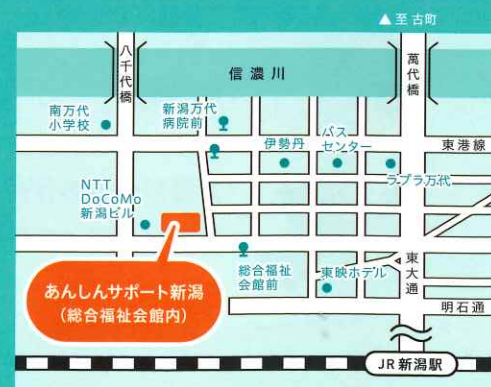 ▲至古町
八千代橋
信濃川
萬代橋
南万代
小学校
新潟万代
病院前
伊勢丹
バス
センター
東港線
ラブラ万代
NTT
DoCoMo
新潟ビル
あんしんサポート新潟
(総合福祉会館内)
総合福祉
会館前
東映ホテル
東大通
明石通
JR新潟駅